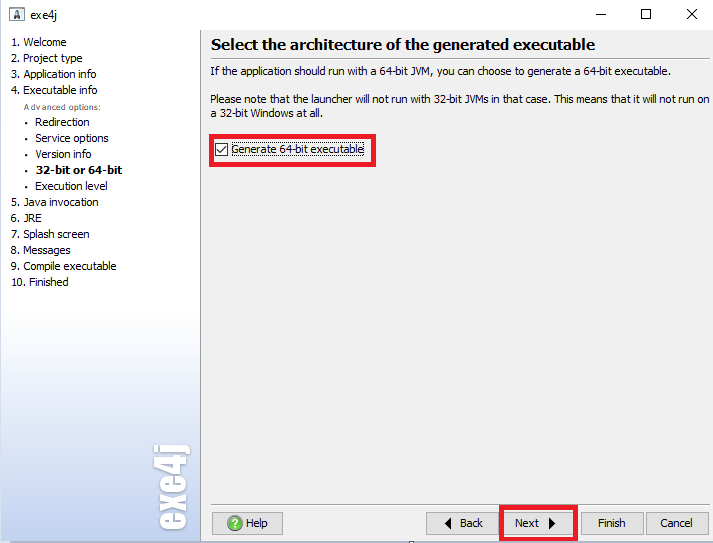 exe4j
1. Welcome
2. Project type
3. Application info
4. Executable info
Advanced options:
Redirection
Service options
Version info
32-bit or 64-bit
Execution level
5. Java invocation
6. JRE
7. Splash screen
8. Messages
9. Compile executable
10. Finished
exe4j
Select the architecture of the generated executable
If the application should run with a 64-bit JVM, you can choose to generate a 64-bit executable.
Please note that the launcher will not run with 32-bit JVMs in that case. This means that it will not run on
a 32-bit Windows at all.
Generate 64-bit executable
Help
Back
Next
Finish
Cancel